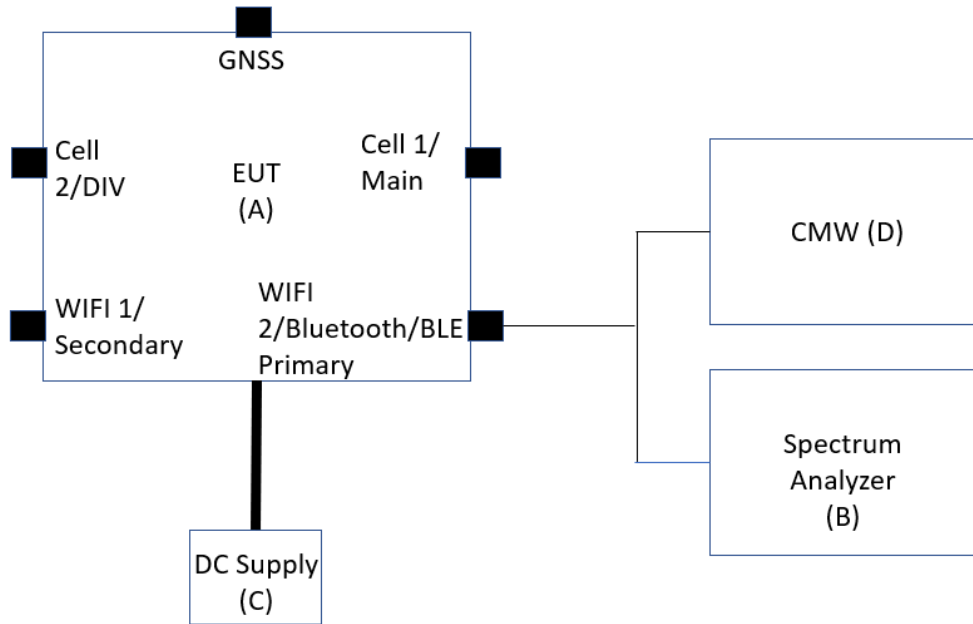 GNSS
Cell
2/DIV
EUT
(A)
Cell 1/
Main
WIFI 1/
Secondary
WIFI
2/Bluetooth/BLE
Primary
CMW (D)
Spectrum
Analyzer
(B)
DC Supply
(C)